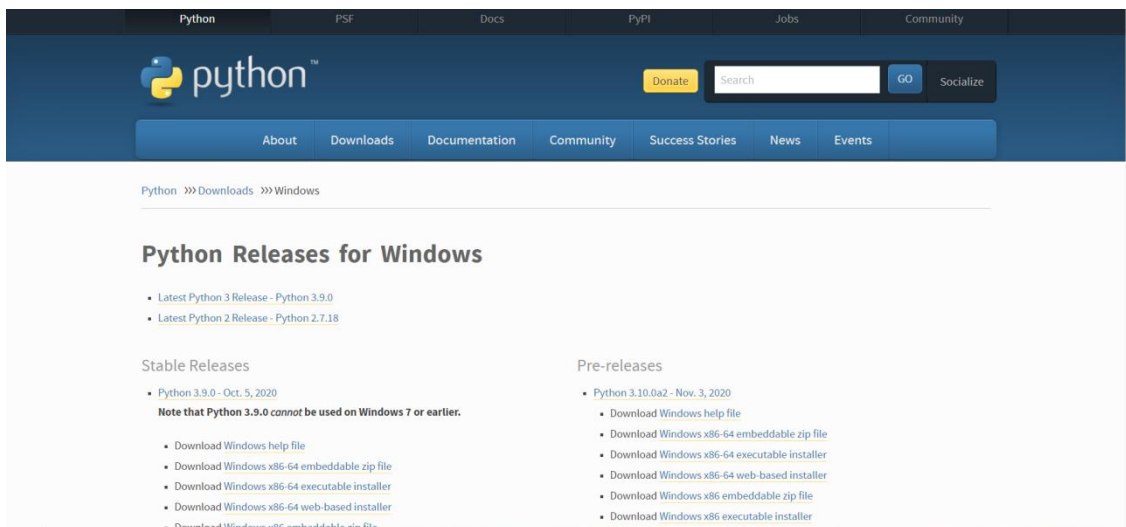 Python PSF Docs PyPI Jobs Community
python™
Donate Search GO Socialize
About Downloads Documentation Community Success Stories News Events
Python >>> Downloads >>> Windows
Python Releases for Windows
Latest Python 3 Release - Python 3.9.0
Latest Python 2 Release - Python 2.7.18
Stable Releases
Python 3.9.0 - Oct. 5, 2020
Note that Python 3.9.0 cannot be used on Windows 7 or earlier.
Download Windows help file
Download Windows x86-64 embeddable zip file
Download Windows x86-64 executable installer
Download Windows x86-64 web-based installer
Download Windows x86 embeddable zip file
Pre-releases
Python 3.10.0a2 - Nov. 3, 2020
Download Windows help file
Download Windows x86-64 embeddable zip file
Download Windows x86-64 executable installer
Download Windows x86-64 web-based installer
Download Windows x86 embeddable zip file
Download Windows x86 executable installer